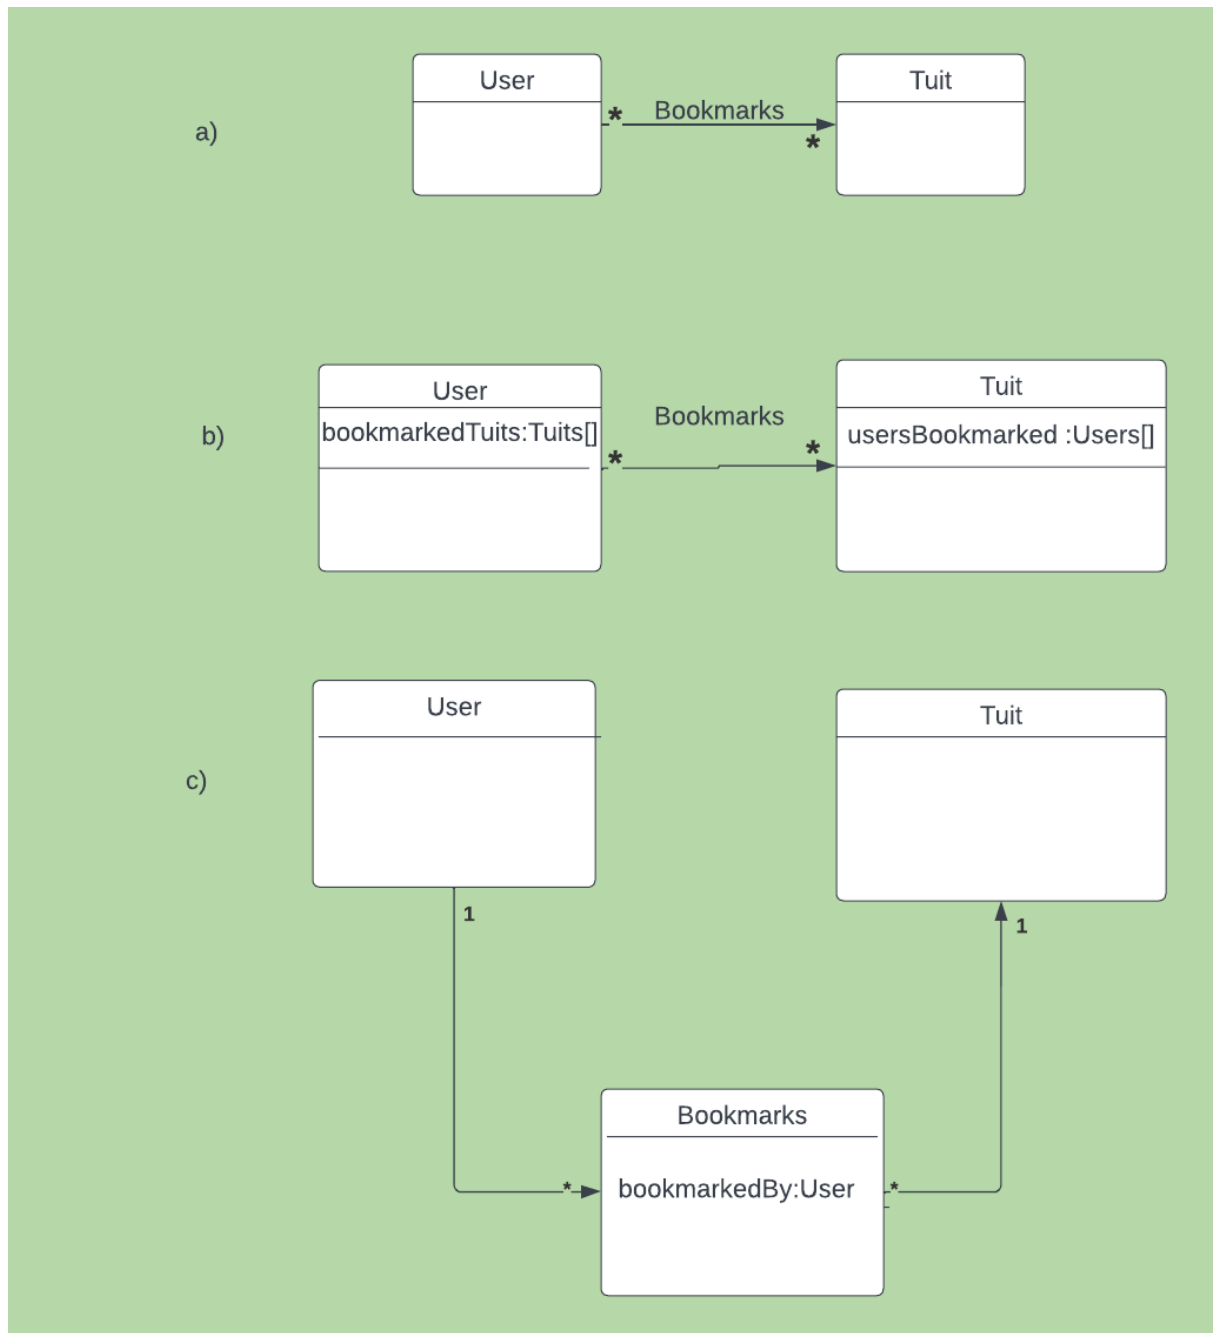 User
Tuit
a)
* Bookmarks
*
User
Tuit
b)
bookmarkedTuits:Tuits[]
Bookmarks
usersBookmarked :Users[]
*
*
User
Tuit
c)
1
1
Bookmarks
*
bookmarkedBy:User
*